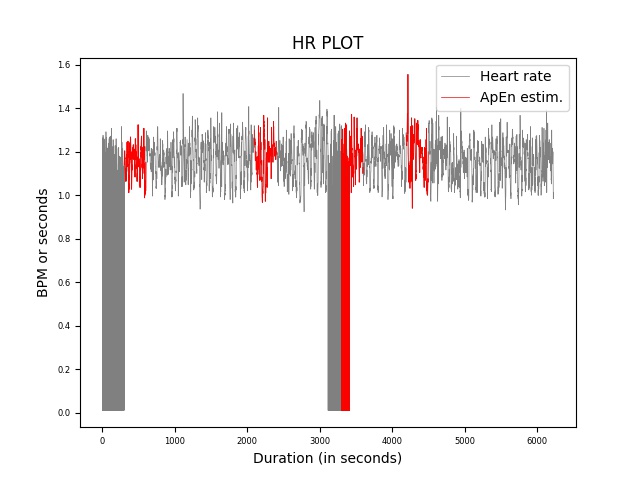 HR PLOT
Heart rate
ApEn estim.
BPM or seconds
1.6
1.4
1.2
1.0
0.8
0.6
0.4
0.2
0.0
0 1000 2000 3000 4000 5000 6000
Duration (in seconds)